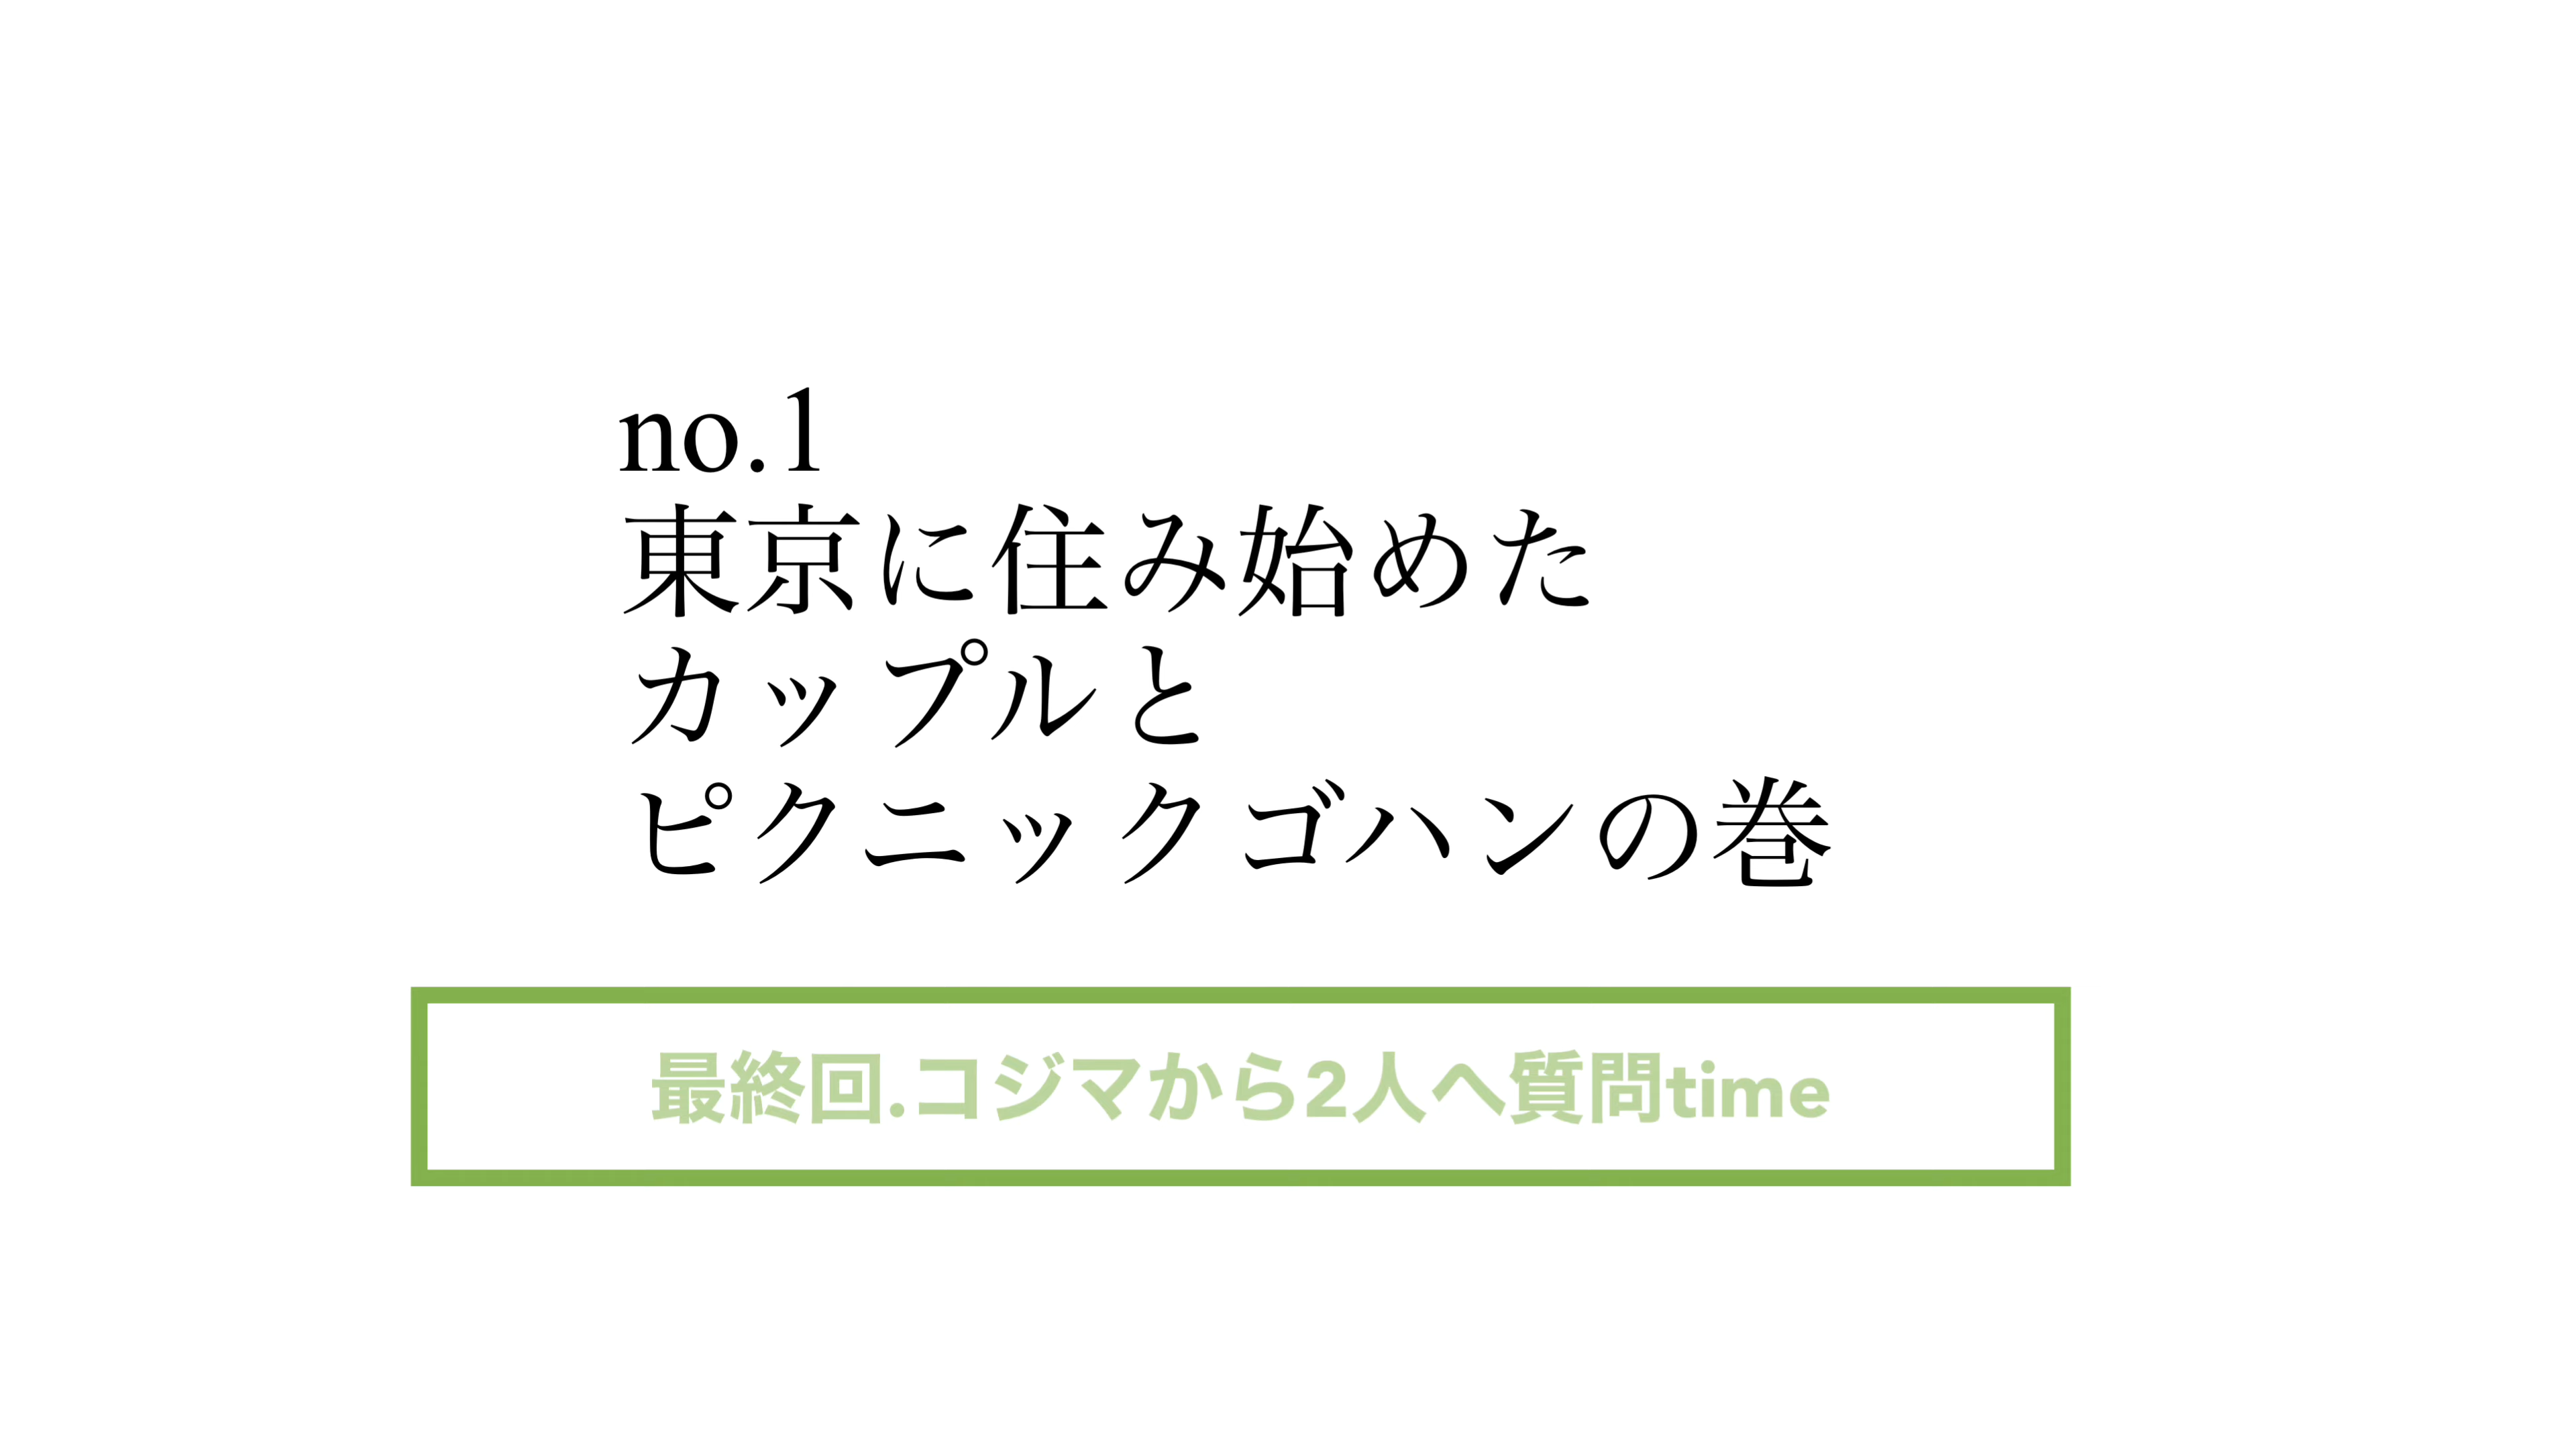 no.1
東京に住み始めた
カップルと
ピクニックゴハンの巻
最終回.コジマから2人へ質問time